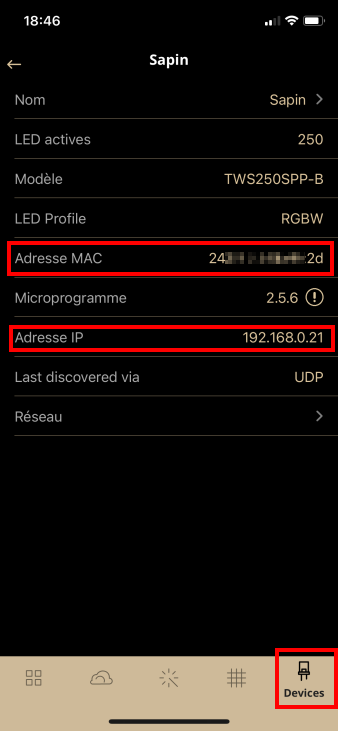 18:46
Sapin
Nom Sapin
LED actives 250
Modèle TWS250SPP-B
LED Profile RGBW
Adresse MAC 24 2d
Microprogramme 2.5.6
Adresse IP 192.168.0.21
Last discovered via UDP
Réseau
Devices